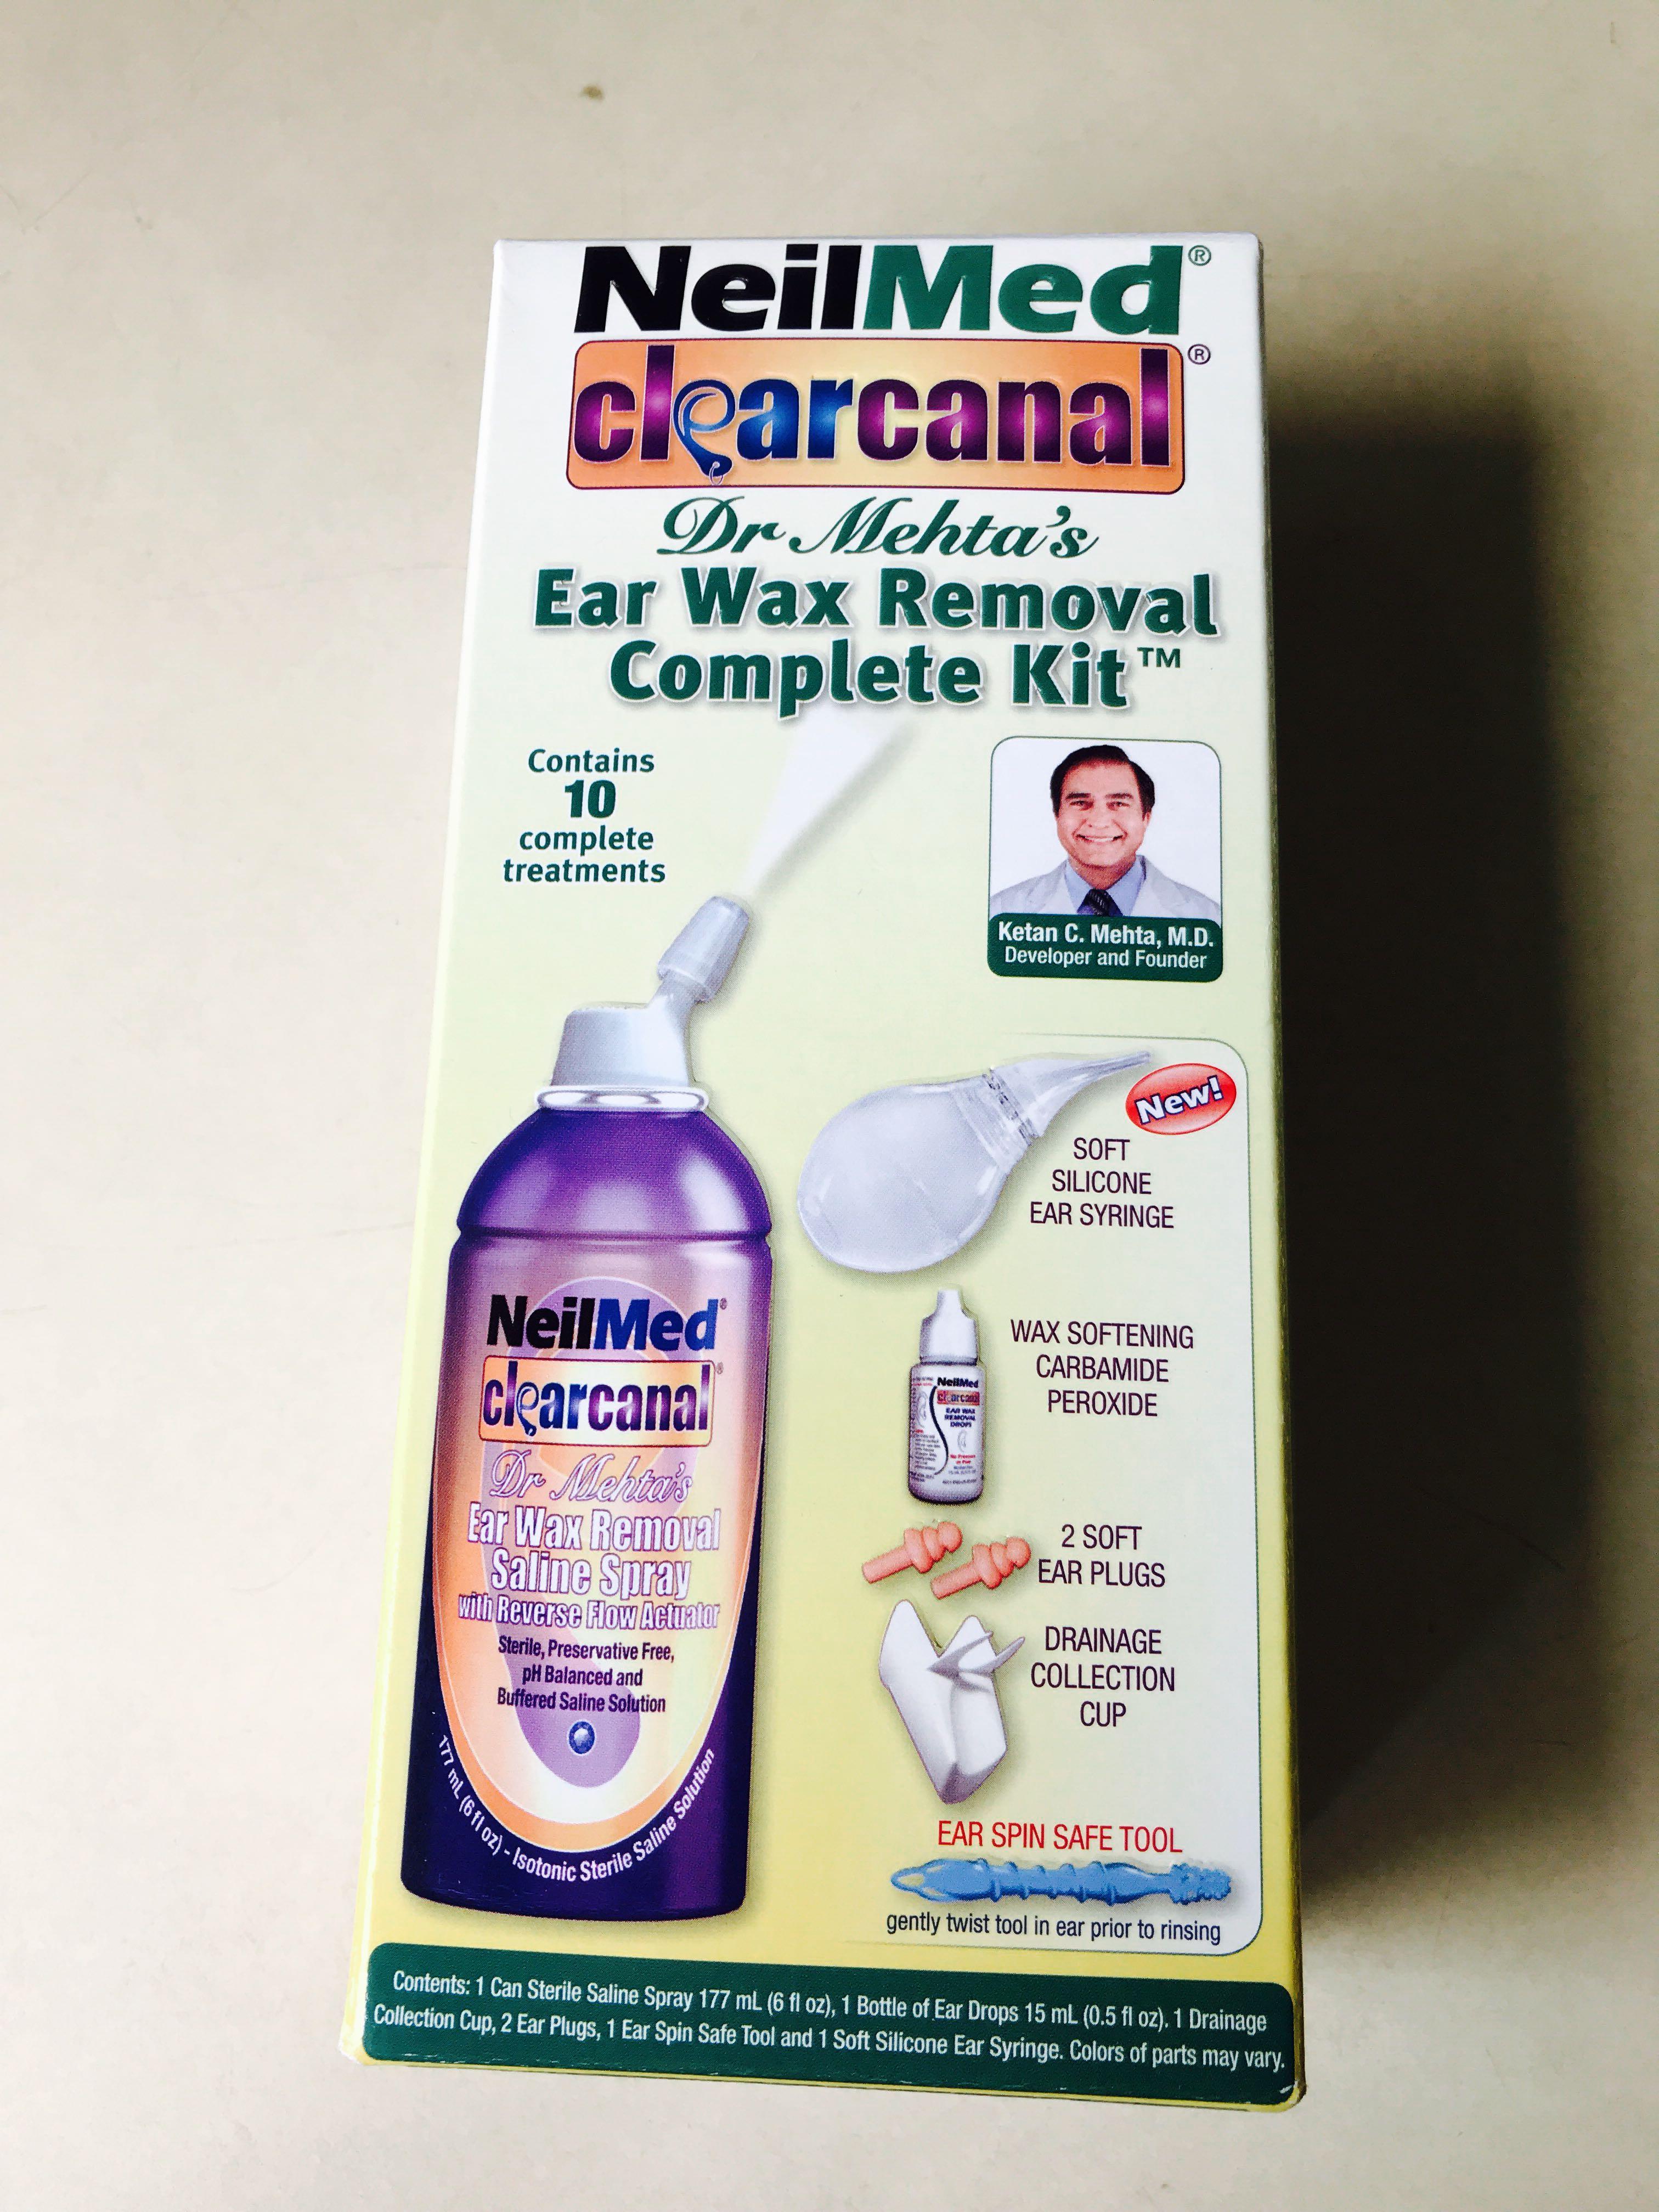 NeilMed®
clearcanal®
Dr Mehta's
Ear Wax Removal
Complete Kit™
Contains
10
complete
treatments
Ketan C. Mehta, M.D.
Developer and Founder
New!
SOFT
SILICONE
EAR SYRINGE
WAX SOFTENING
CARBAMIDE
PEROXIDE
NeilMed
clearcanal
EAR WAX
REMOVAL
DROPS
2 SOFT
EAR PLUGS
DRAINAGE
COLLECTION
CUP
EAR SPIN SAFE TOOL
gently twist tool in ear prior to rinsing
NeilMed®
clearcanal®
Dr Mehta's
Ear Wax Removal
Saline Spray
with Reverse Flow Actuator
Sterile, Preservative Free,
pH Balanced and
Buffered Saline Solution
177 mL (6 fl oz) - Isotonic Sterile Saline Solution
Contents: 1 Can Sterile Saline Spray 177 mL (6 fl oz), 1 Bottle of Ear Drops 15 mL (0.5 fl oz). 1 Drainage
Collection Cup, 2 Ear Plugs, 1 Ear Spin Safe Tool and 1 Soft Silicone Ear Syringe. Colors of parts may vary.